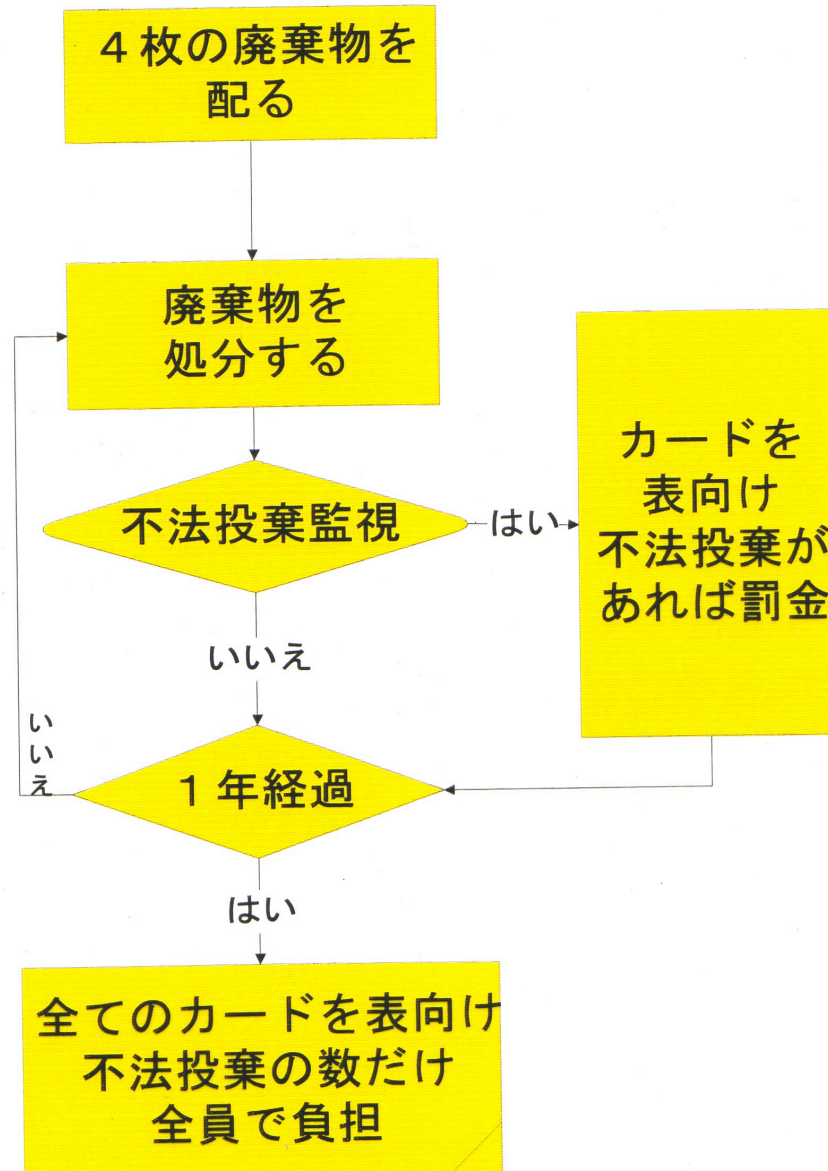 ４枚の廃棄物を
配る
廃棄物を
処分する
不法投棄監視
はい
カードを
表向け
不法投棄が
あれば罰金
いいえ
いいえ
１年経過
はい
全てのカードを表向け
不法投棄の数だけ
全員で負担